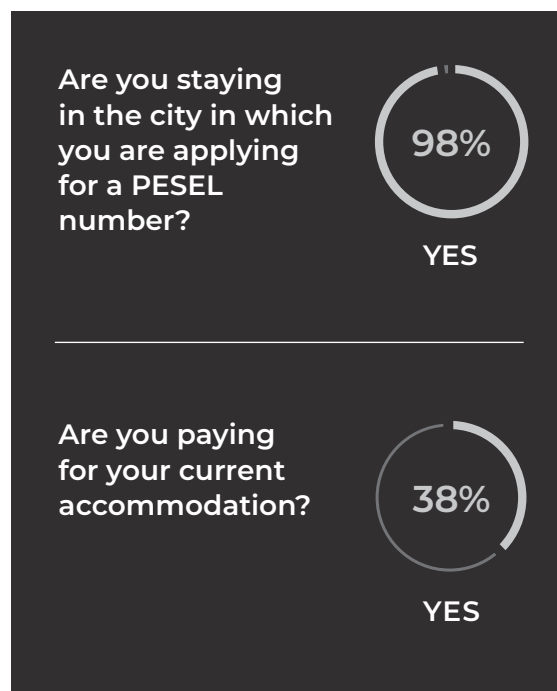 Are you staying
in the city in which
you are applying
for a PESEL
number?
98%
YES
Are you paying
for your current
accommodation?
38%
YES